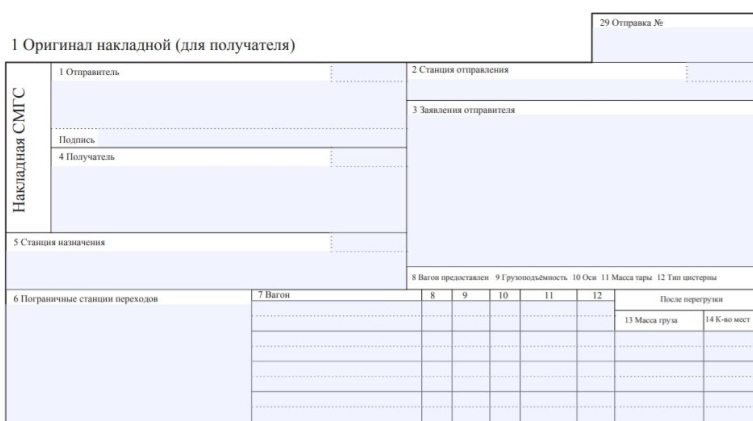 29 Отправка №
1 Оригинал накладной (для получателя)
Накладная СМГС
1 Отправитель
2 Станция отправления
3 Заявления отправителя
Подпись
4 Получатель
5 Станция назначения
8 Вагон предоставлен 9 Грузоподъёмность 10 Оси 11 Масса тары 12 Тип цистерны
6 Пограничные станции переходов
7 Вагон 8 9 10 11 12
После перегрузки
13 Масса груза 14 К-во мест